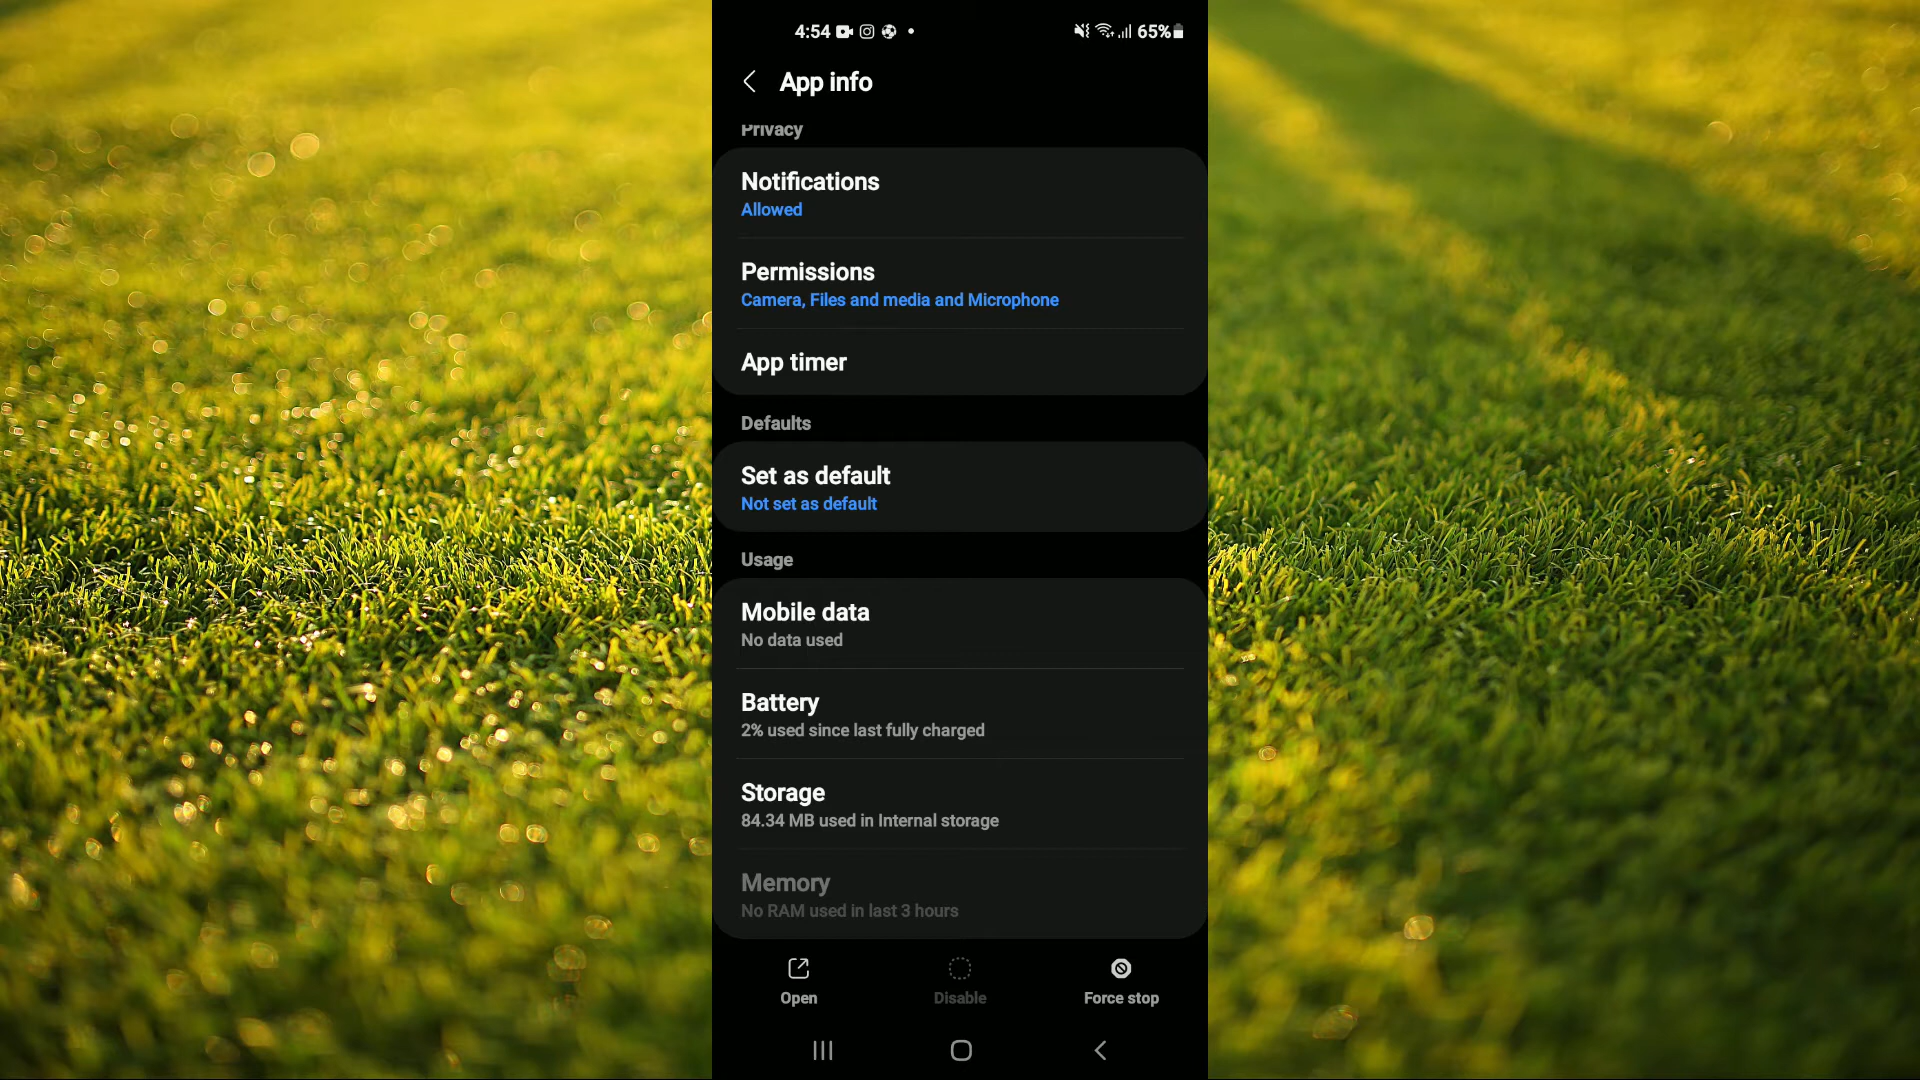 4:54
65%
App info
Privacy
Notifications
Allowed
Permissions
Camera, Files and media and Microphone
App timer
Defaults
Set as default
Not set as default
Usage
Mobile data
No data used
Battery
2% used since last fully charged
Storage
84.34 MB used in Internal storage
Memory
No RAM used in last 3 hours
Open
Disable
Force stop